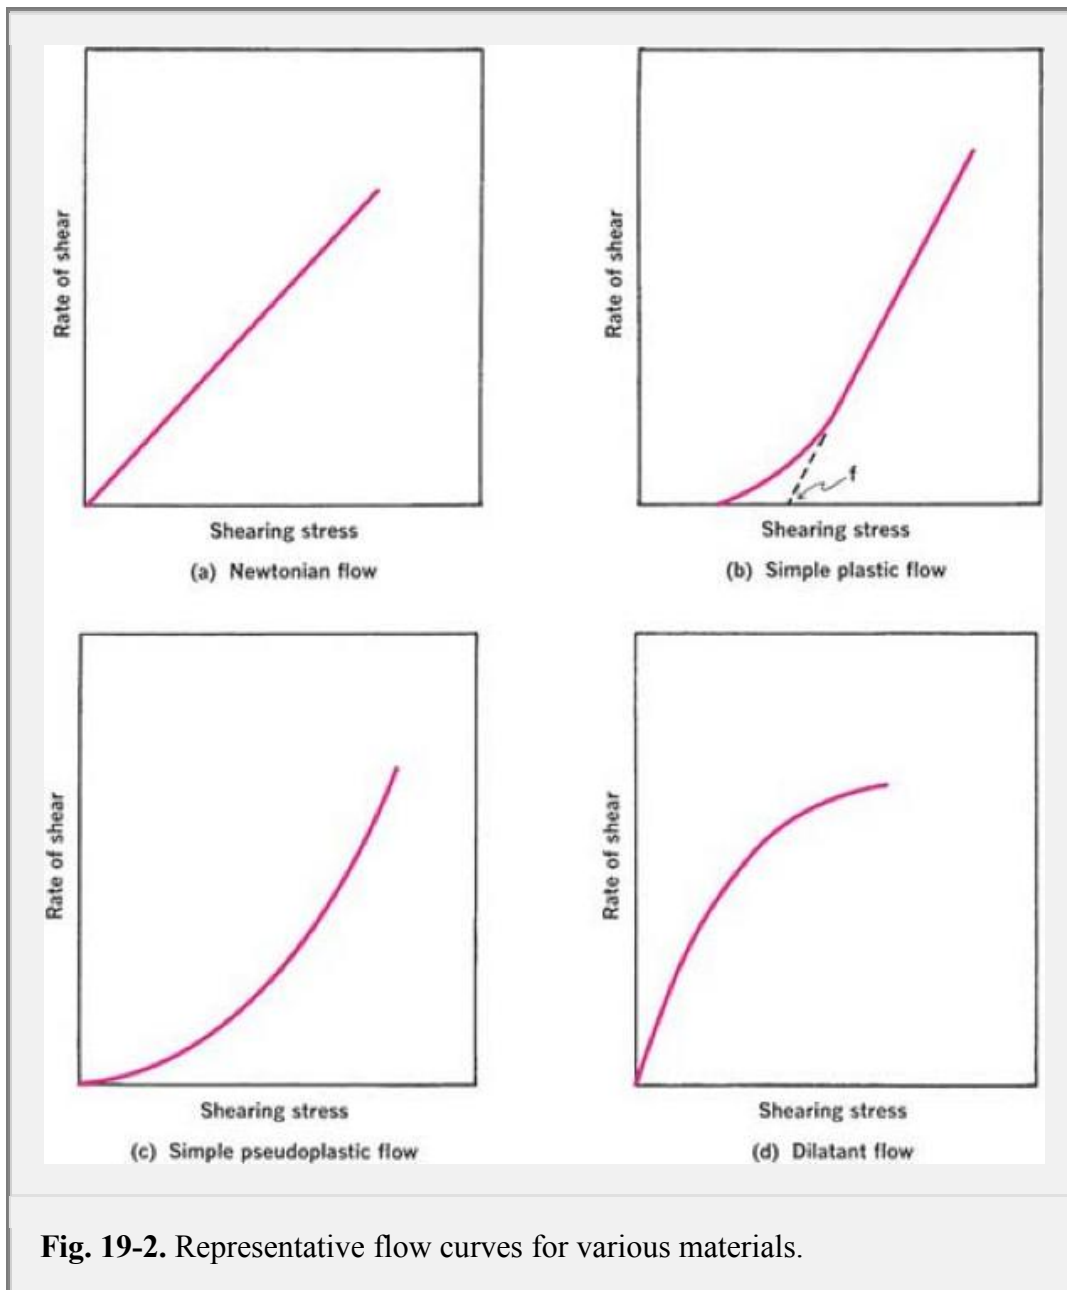 Rate of shear
Shearing stress
(a) Newtonian flow
Rate of shear
f
Shearing stress
(b) Simple plastic flow
Rate of shear
Shearing stress
(c) Simple pseudoplastic flow
Rate of shear
Shearing stress
(d) Dilatant flow
Fig. 19-2. Representative flow curves for various materials.